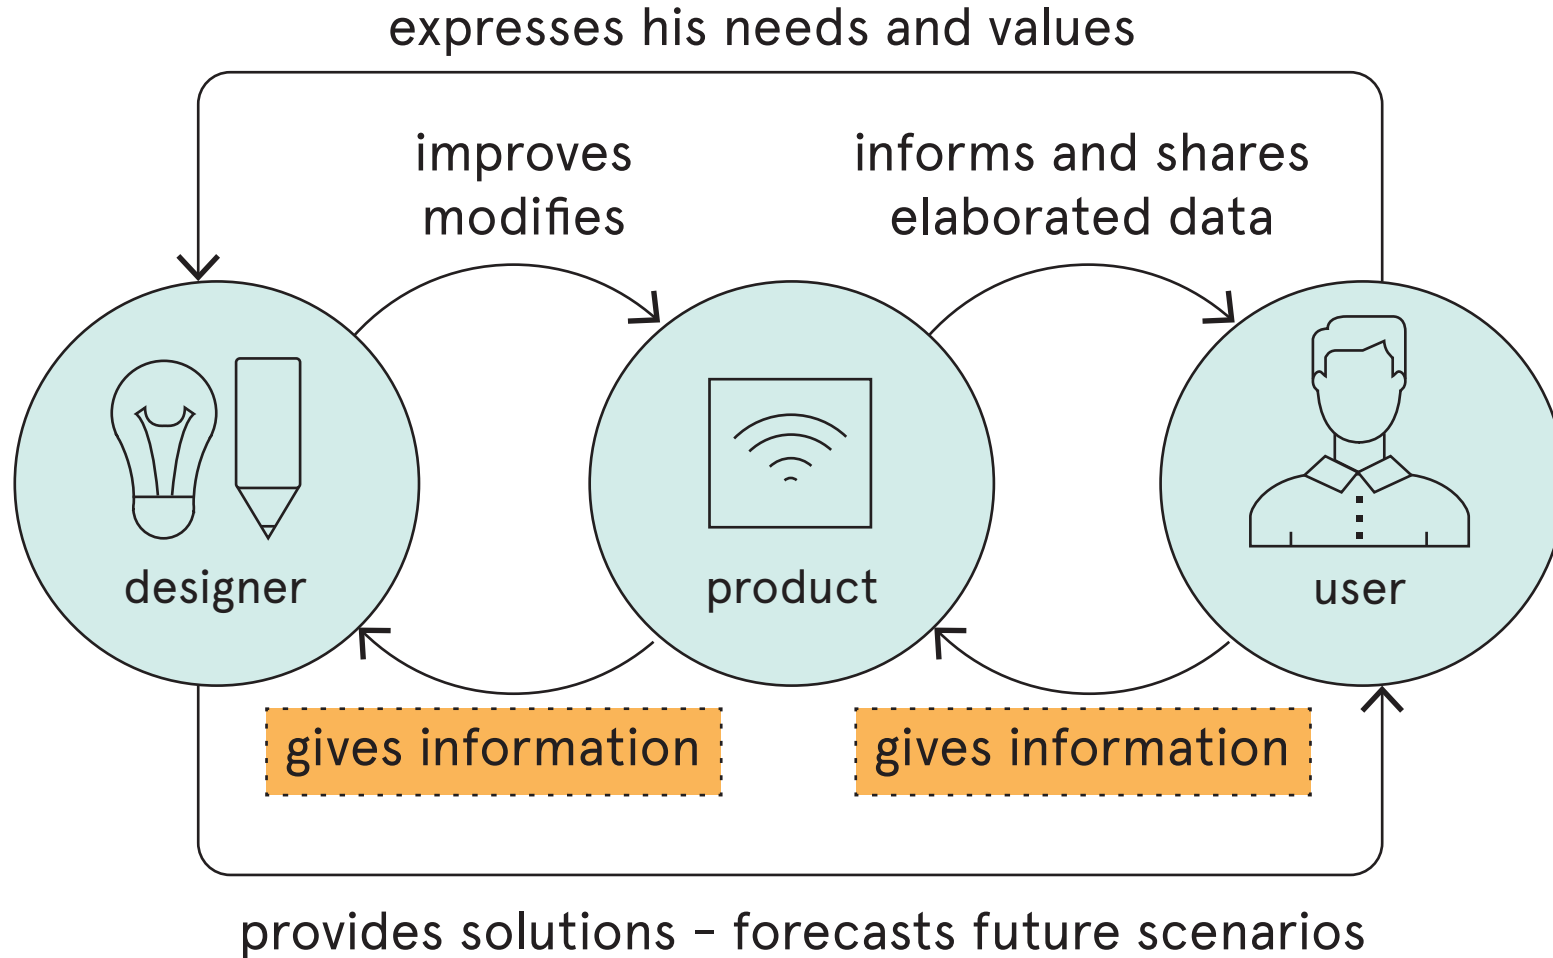 expresses his needs and values
improves
modifies
informs and shares
elaborated data
designer
product
user
gives information
gives information
provides solutions – forecasts future scenarios